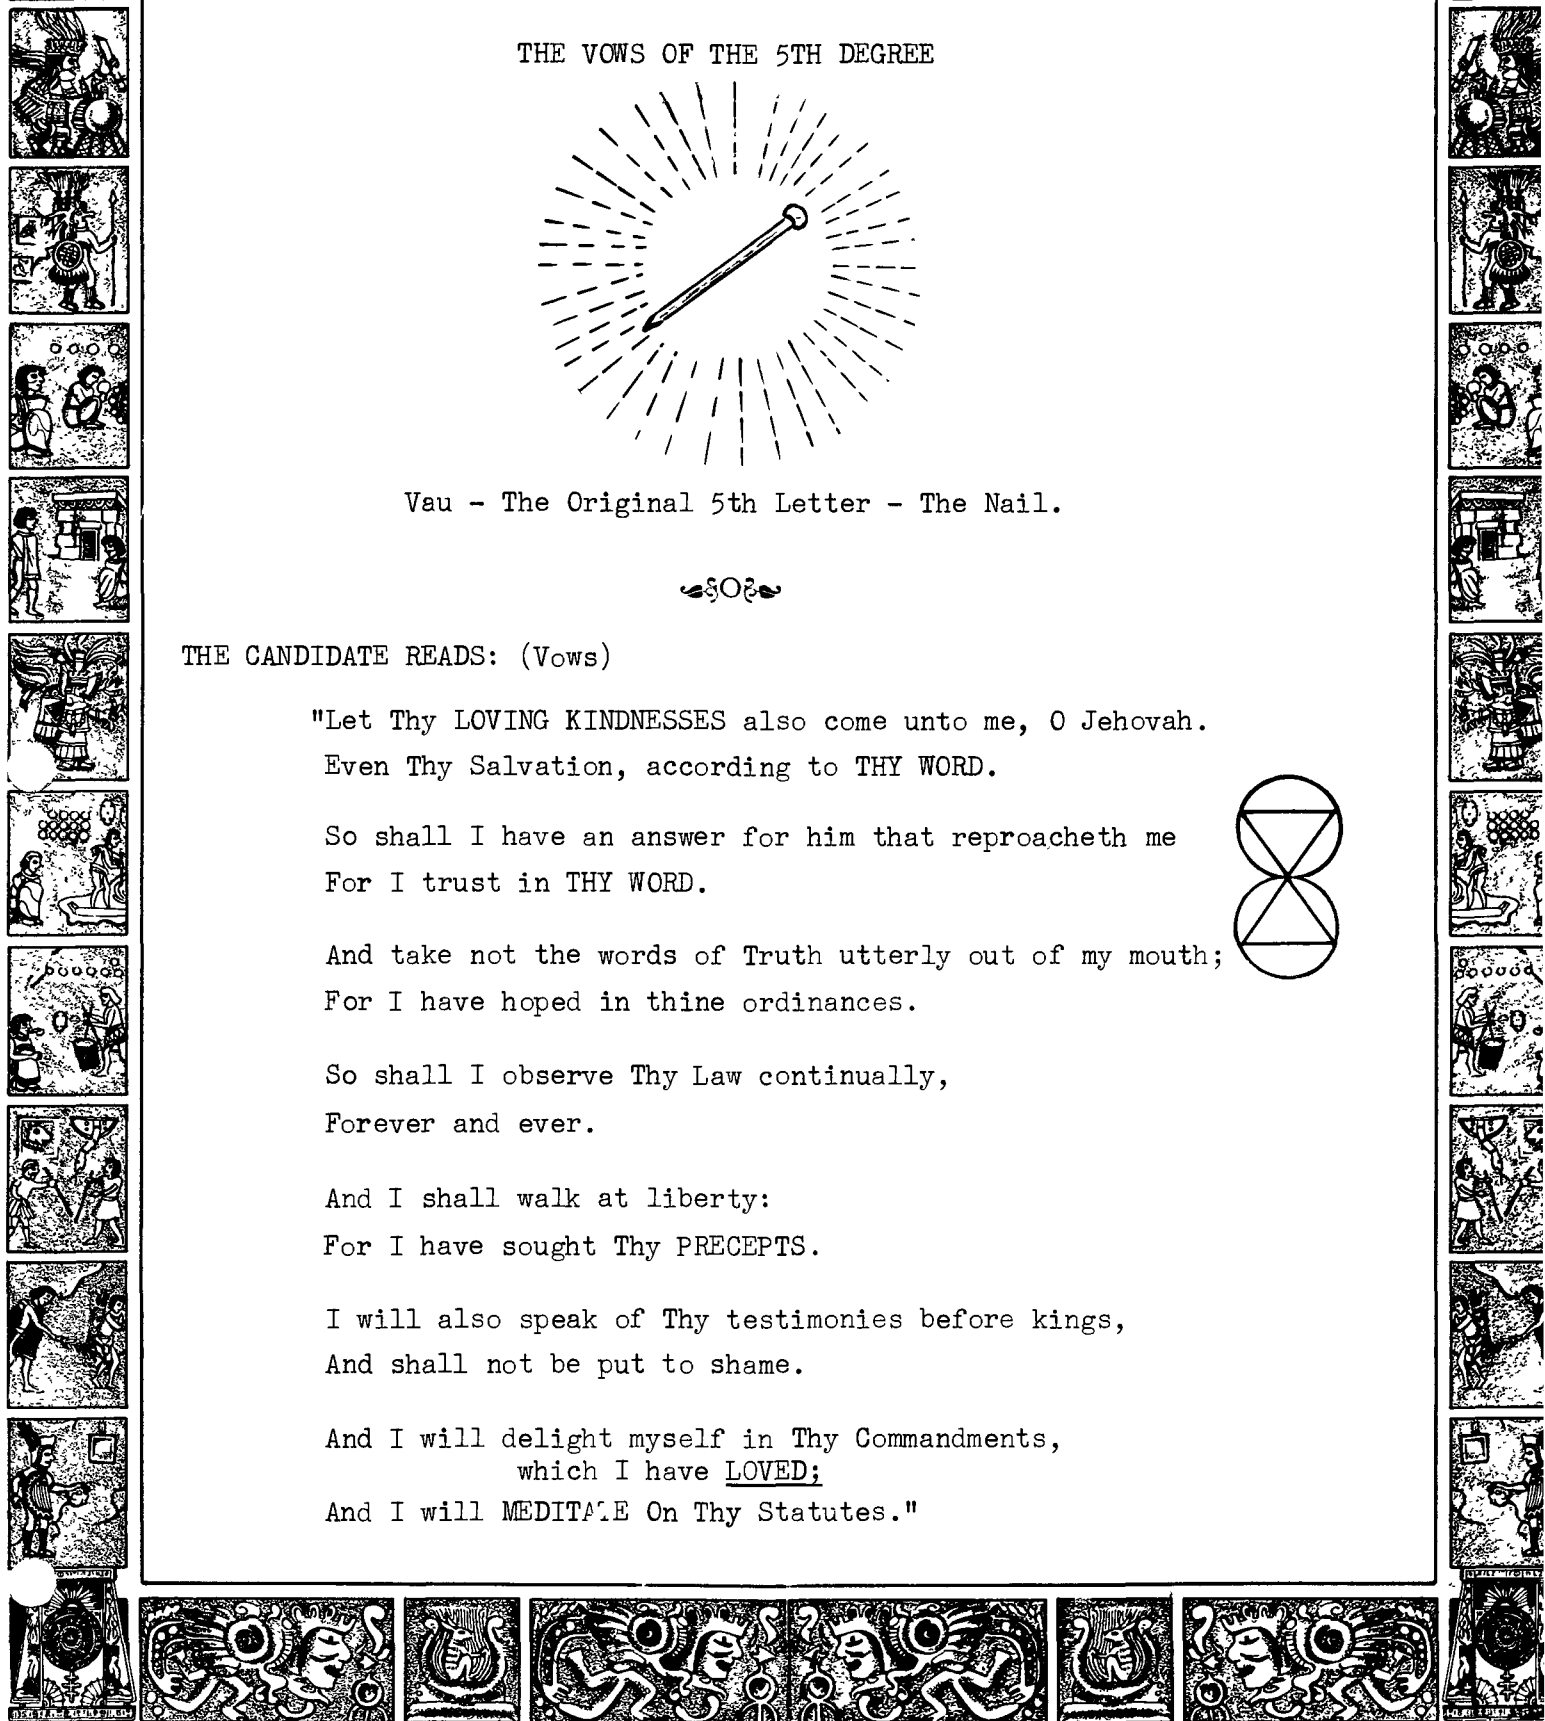 THE VOWS OF THE 5TH DEGREE
Vau - The Original 5th Letter - The Nail.
THE CANDIDATE READS: (Vows)
"Let Thy LOVING KINDNESSES also come unto me, O Jehovah.
Even Thy Salvation, according to THY WORD.
So shall I have an answer for him that reproacheth me
For I trust in THY WORD.
And take not the words of Truth utterly out of my mouth;
For I have hoped in thine ordinances.
So shall I observe Thy Law continually,
Forever and ever.
And I shall walk at liberty:
For I have sought Thy PRECEPTS.
I will also speak of Thy testimonies before kings,
And shall not be put to shame.
And I will delight myself in Thy Commandments,
which I have LOVED;
And I will MEDITATE On Thy Statutes."